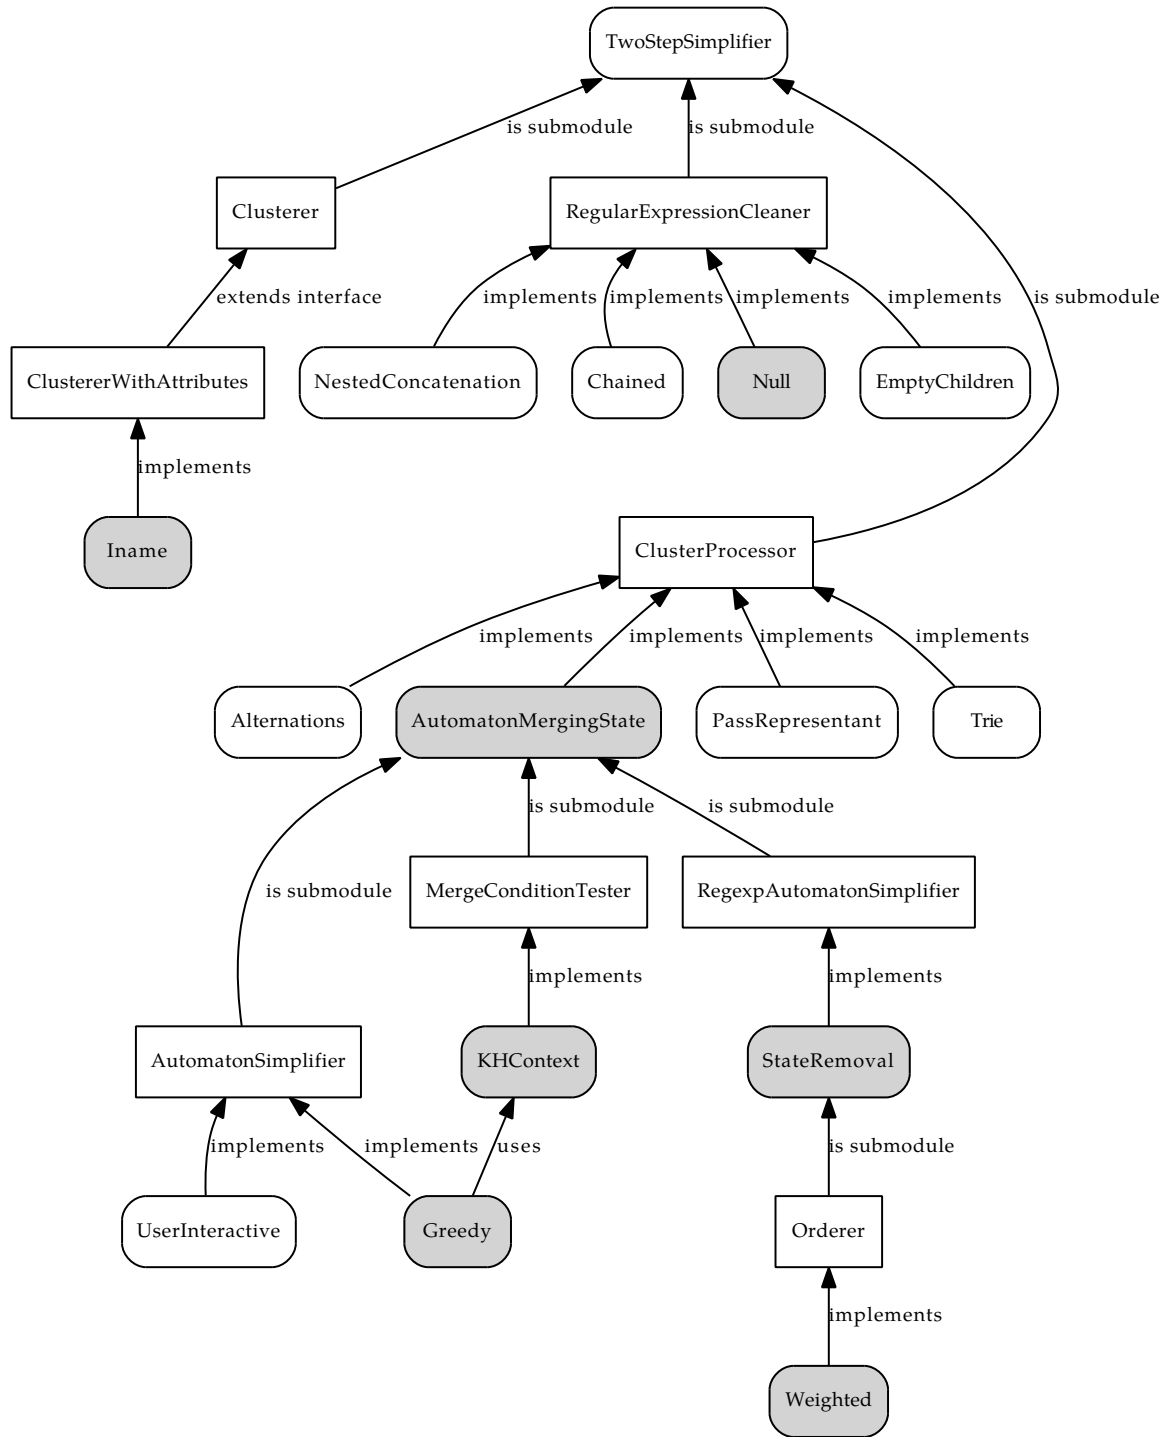 TwoStepSimplifier
is submodule
is submodule
Clusterer
RegularExpressionCleaner
extends interface
implements
implements
implements
implements
is submodule
ClustererWithAttributes
NestedConcatenation
Chained
Null
EmptyChildren
implements
Iname
ClusterProcessor
implements
implements
implements
implements
Alternations
AutomatonMergingState
PassRepresentant
Trie
is submodule
is submodule
is submodule
MergeConditionTester
RegexpAutomatonSimplifier
implements
implements
AutomatonSimplifier
KHContext
StateRemoval
implements
implements
uses
is submodule
UserInteractive
Greedy
Orderer
implements
Weighted